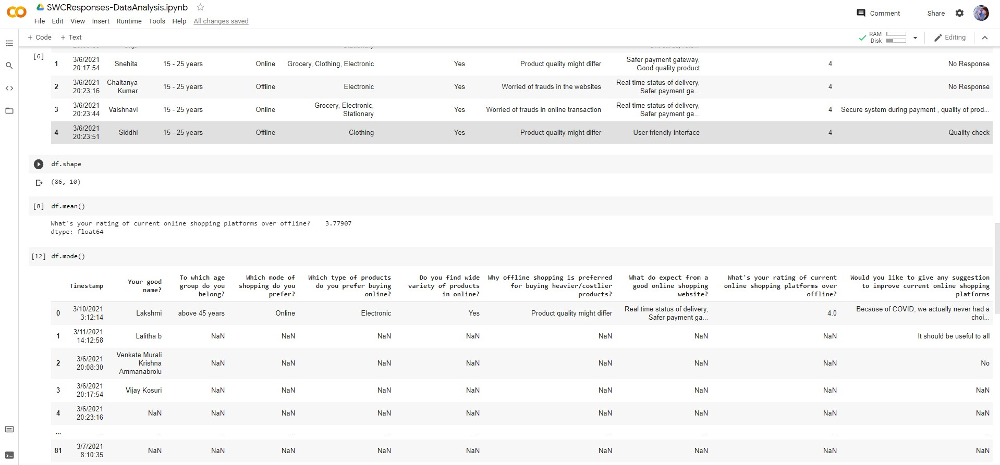 SWCResponses-DataAnalysis.ipynb
File Edit View Insert Runtime Tools Help All changes saved
Comment Share
+ Code + Text
RAM
Disk
Editing
[6]
1 3/6/2021 20:17:54 Snehita 15 - 25 years Online Grocery, Clothing, Electronic Yes Product quality might differ Safer payment gateway, Good quality product 4 No Response
2 3/6/2021 20:23:16 Chaitanya Kumar 15 - 25 years Offline Electronic Yes Worried of frauds in the websites Real time status of delivery, Safer payment ga... 4 No Response
3 3/6/2021 20:23:44 Vaishnavi 15 - 25 years Online Grocery, Electronic, Stationary Yes Worried of frauds in online transaction Real time status of delivery, Safer payment ga... 4 Secure system during payment , quality of prod...
4 3/6/2021 20:23:51 Siddhi 15 - 25 years Offline Clothing Yes Product quality might differ User friendly interface 4 Quality check
df.shape
(86, 10)
[8] df.mean()
What's your rating of current online shopping platforms over offline? 3.77907
dtype: float64
[12] df.mode()
Timestamp Your good name? To which age group do you belong? Which mode of shopping do you prefer? Which type of products do you prefer buying online? Do you find wide variety of products in online? Why offline shopping is preferred for buying heavier/costlier products? What do expect from a good online shopping website? What's your rating of current online shopping platforms over offline? Would you like to give any suggestion to improve current online shopping platforms
0 3/10/2021 3:12:14 Lakshmi above 45 years Online Electronic Yes Product quality might differ Real time status of delivery, Safer payment ga... 4.0 Because of COVID, we actually never had a choi...
1 3/11/2021 14:12:58 Lalitha b NaN NaN NaN NaN NaN NaN NaN It should be useful to all
2 3/6/2021 20:08:30 Venkata Murali Krishna Ammanabrolu NaN NaN NaN NaN NaN NaN NaN No
3 3/6/2021 20:17:54 Vijay Kosuri NaN NaN NaN NaN NaN NaN NaN NaN
4 3/6/2021 20:23:16 NaN NaN NaN NaN NaN NaN NaN NaN NaN
... ... ... ... ... ... ... ... ... ... ...
81 3/7/2021 8:10:35 NaN NaN NaN NaN NaN NaN NaN NaN NaN